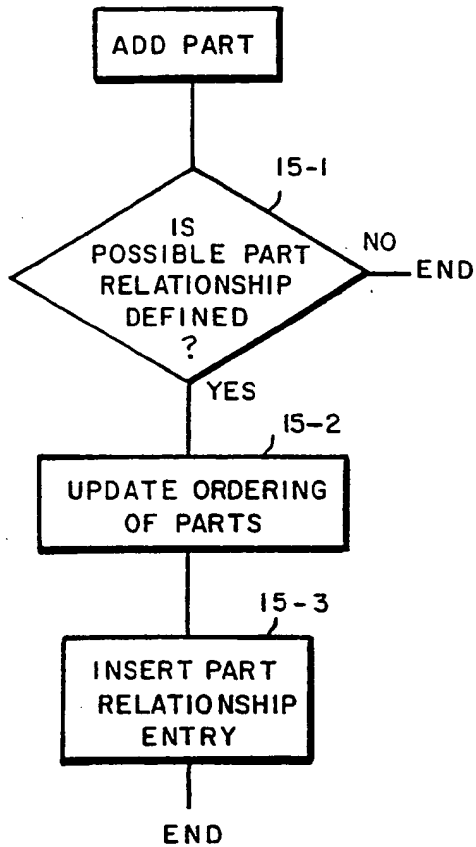 ADD PART
15-1
IS
POSSIBLE PART
RELATIONSHIP
DEFINED
?
NO
END
YES
15-2
UPDATE ORDERING
OF PARTS
15-3
INSERT PART
RELATIONSHIP
ENTRY
END